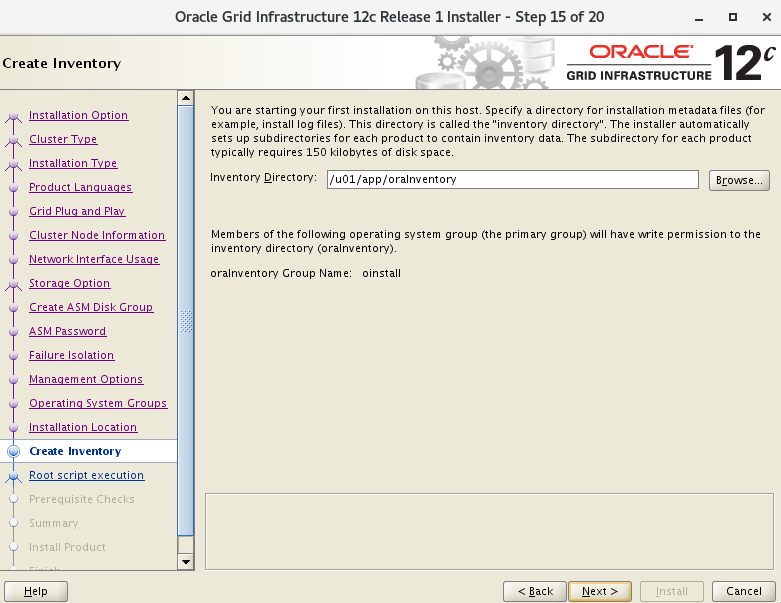 Oracle Grid Infrastructure 12c Release 1 Installer - Step 15 of 20
Create Inventory
ORACLE
GRID INFRASTRUCTURE
12c
Installation Option
Cluster Type
Installation Type
Product Languages
Grid Plug and Play
Cluster Node Information
Network Interface Usage
Storage Option
Create ASM Disk Group
ASM Password
Failure Isolation
Management Options
Operating System Groups
Installation Location
Create Inventory
Root script execution
Prerequisite Checks
Summary
Install Product
Finish
You are starting your first installation on this host. Specify a directory for installation metadata files (for
example, install log files). This directory is called the "inventory directory". The installer automatically
sets up subdirectories for each product to contain inventory data. The subdirectory for each product
typically requires 150 kilobytes of disk space.
Inventory Directory: /u01/app/oraInventory Browse...
Members of the following operating system group (the primary group) will have write permission to the
inventory directory (oraInventory).
oraInventory Group Name: oinstall
Help
< Back
Next >
Install
Cancel